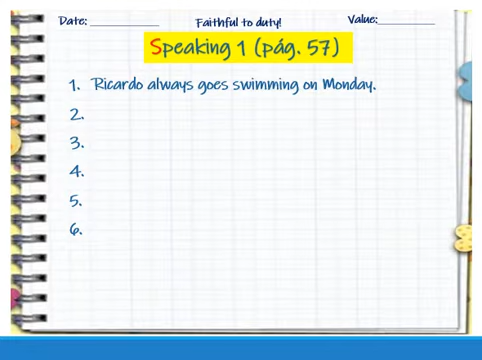 Date: ____________ Faithful to duty! Value:__________
Speaking 1 (pág. 57)
1. Ricardo always goes swimming on Monday.
2.
3.
4.
5.
6.